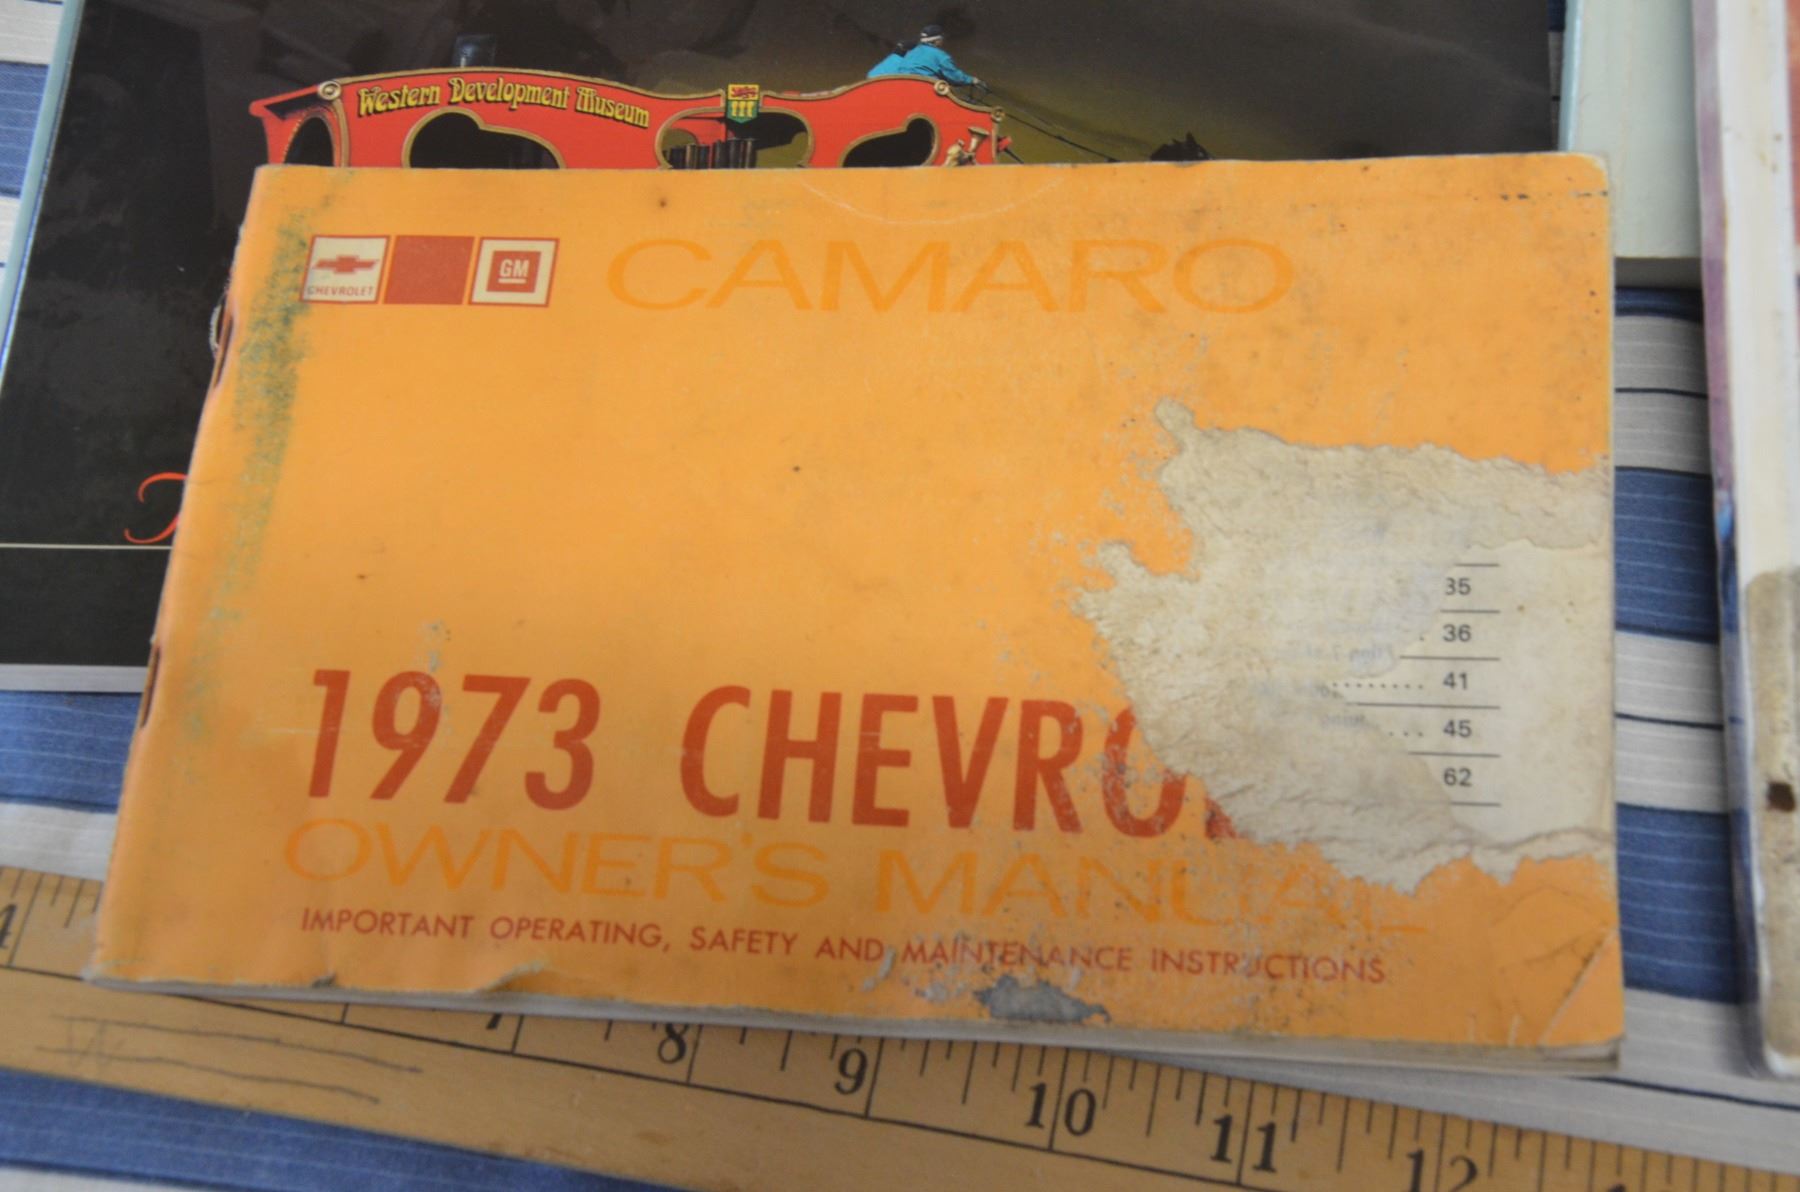 Western Development Museum
CHEVROLET
GM
CAMARO
35
36
41
45
62
1973 CHEVRO
OWNER'S MANUAL
IMPORTANT OPERATING, SAFETY AND MAINTENANCE INSTRUCTIONS
4
7
8
9
10
11
12